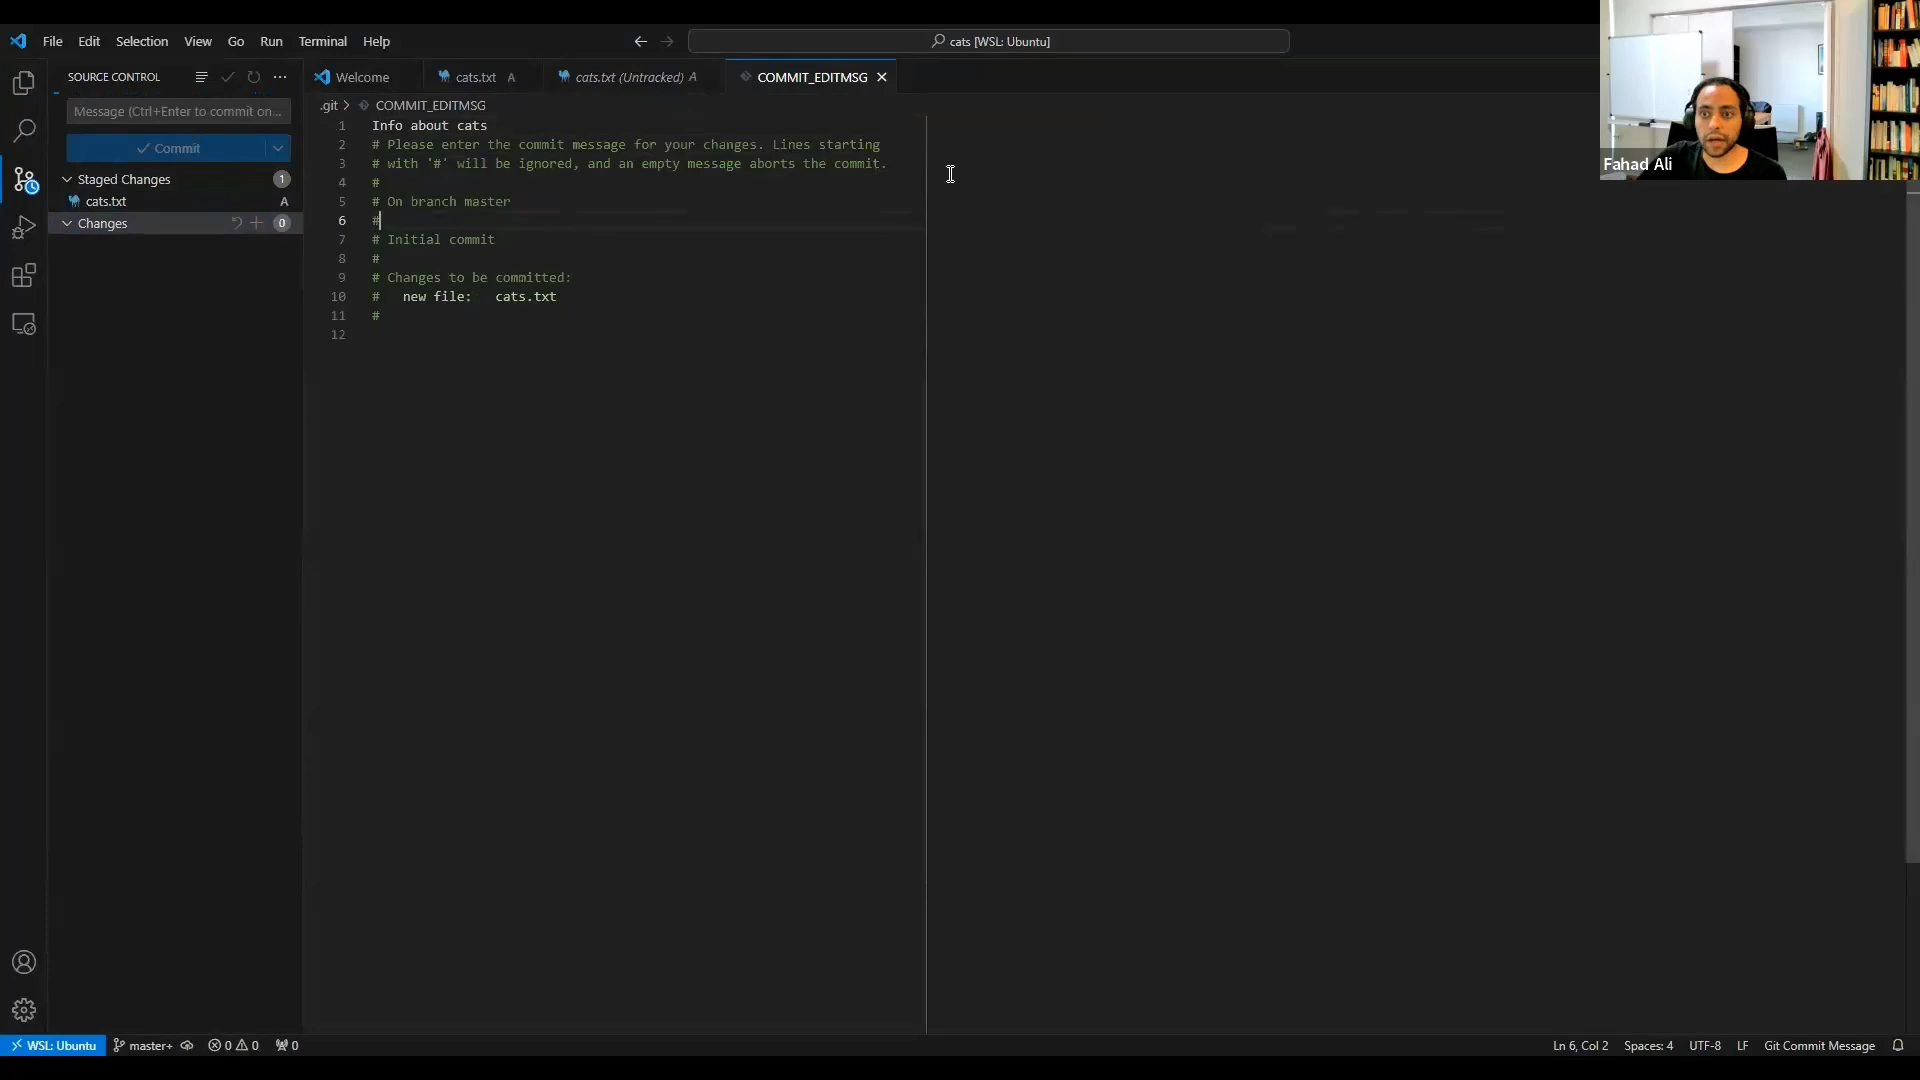 File Edit Selection View Go Run Terminal Help
cats [WSL: Ubuntu]
SOURCE CONTROL
Welcome
cats.txt A
cats.txt (Untracked) A
COMMIT_EDITMSG
Message (Ctrl+Enter to commit on...
Commit
Staged Changes 1
cats.txt A
Changes 0
.git > COMMIT_EDITMSG
1 Info about cats
2 # Please enter the commit message for your changes. Lines starting
3 # with '#' will be ignored, and an empty message aborts the commit.
4 #
5 # On branch master
6 #
7 # Initial commit
8 #
9 # Changes to be committed:
10 # new file: cats.txt
11 #
12
Fahad Ali
WSL: Ubuntu master+ 0 0 0
Ln 6, Col 2 Spaces: 4 UTF-8 LF Git Commit Message